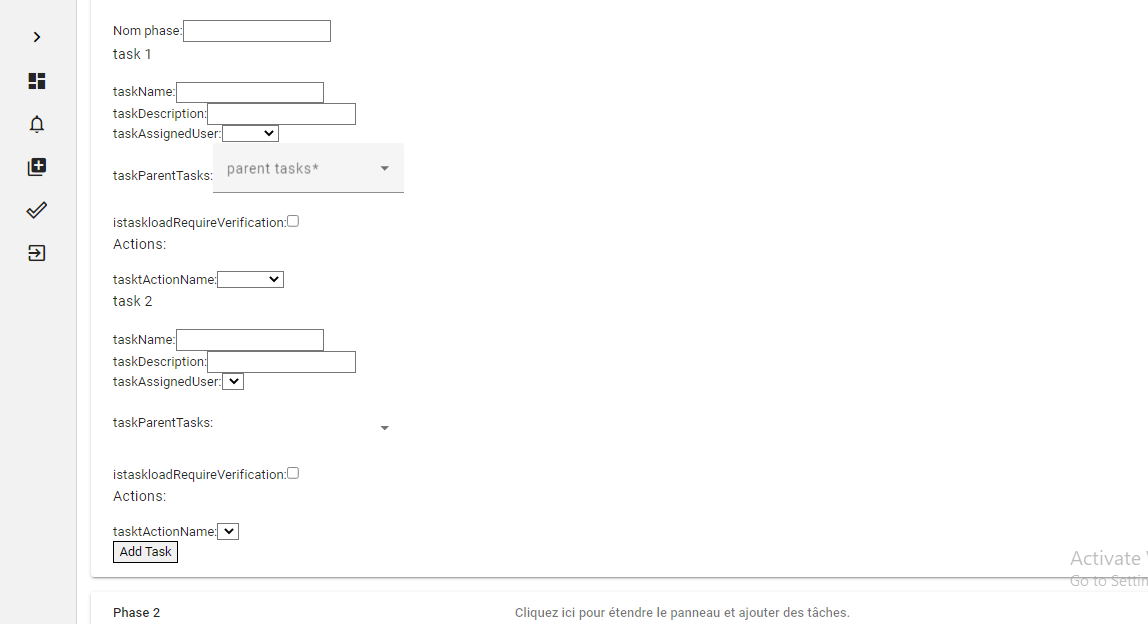 Nom phase:
task 1
taskName:
taskDescription:
taskAssignedUser:
taskParentTasks: parent tasks*
istaskloadRequireVerification:
Actions:
tasktActionName:
task 2
taskName:
taskDescription:
taskAssignedUser:
taskParentTasks:
istaskloadRequireVerification:
Actions:
tasktActionName:
Add Task
Activate
Go to
Phase 2 Cliquez ici pour étendre le panneau et ajouter des tâches.